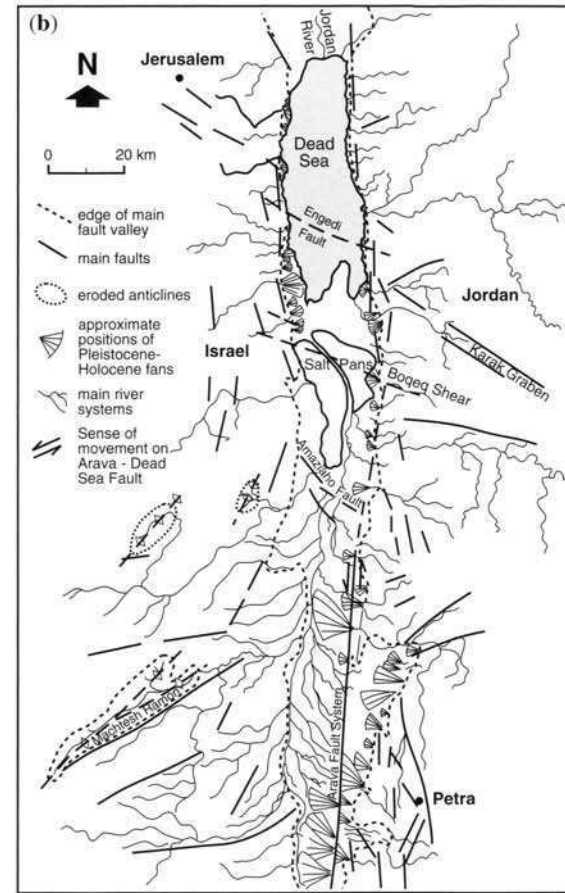 (b)
Jordan
River
Jerusalem
N
0 20 km
Dead
Sea
edge of main
fault valley
Engedi
Fault
main faults
eroded anticlines
Jordan
approximate
positions of
Pleistocene-
Holocene fans
Israel
Salt Pans
Karak Graben
Boqeq Shear
main river
systems
Sense of
movement on
Arava - Dead
Sea Fault
Amaziaho Fault
Machtesh Ramon
Arava Fault System
Petra